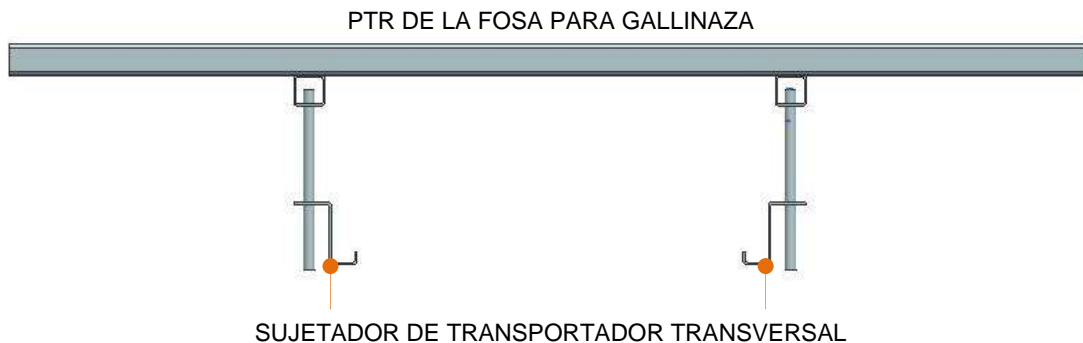 PTR DE LA FOSA PARA GALLINAZA
SUJETADOR DE TRANSPORTADOR TRANSVERSAL